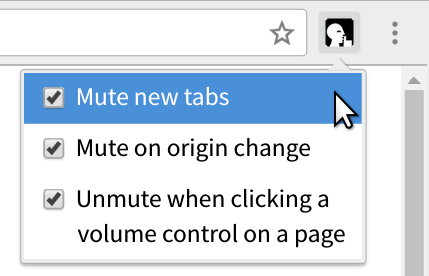 Mute new tabs
Mute on origin change
Unmute when clicking a
volume control on a page